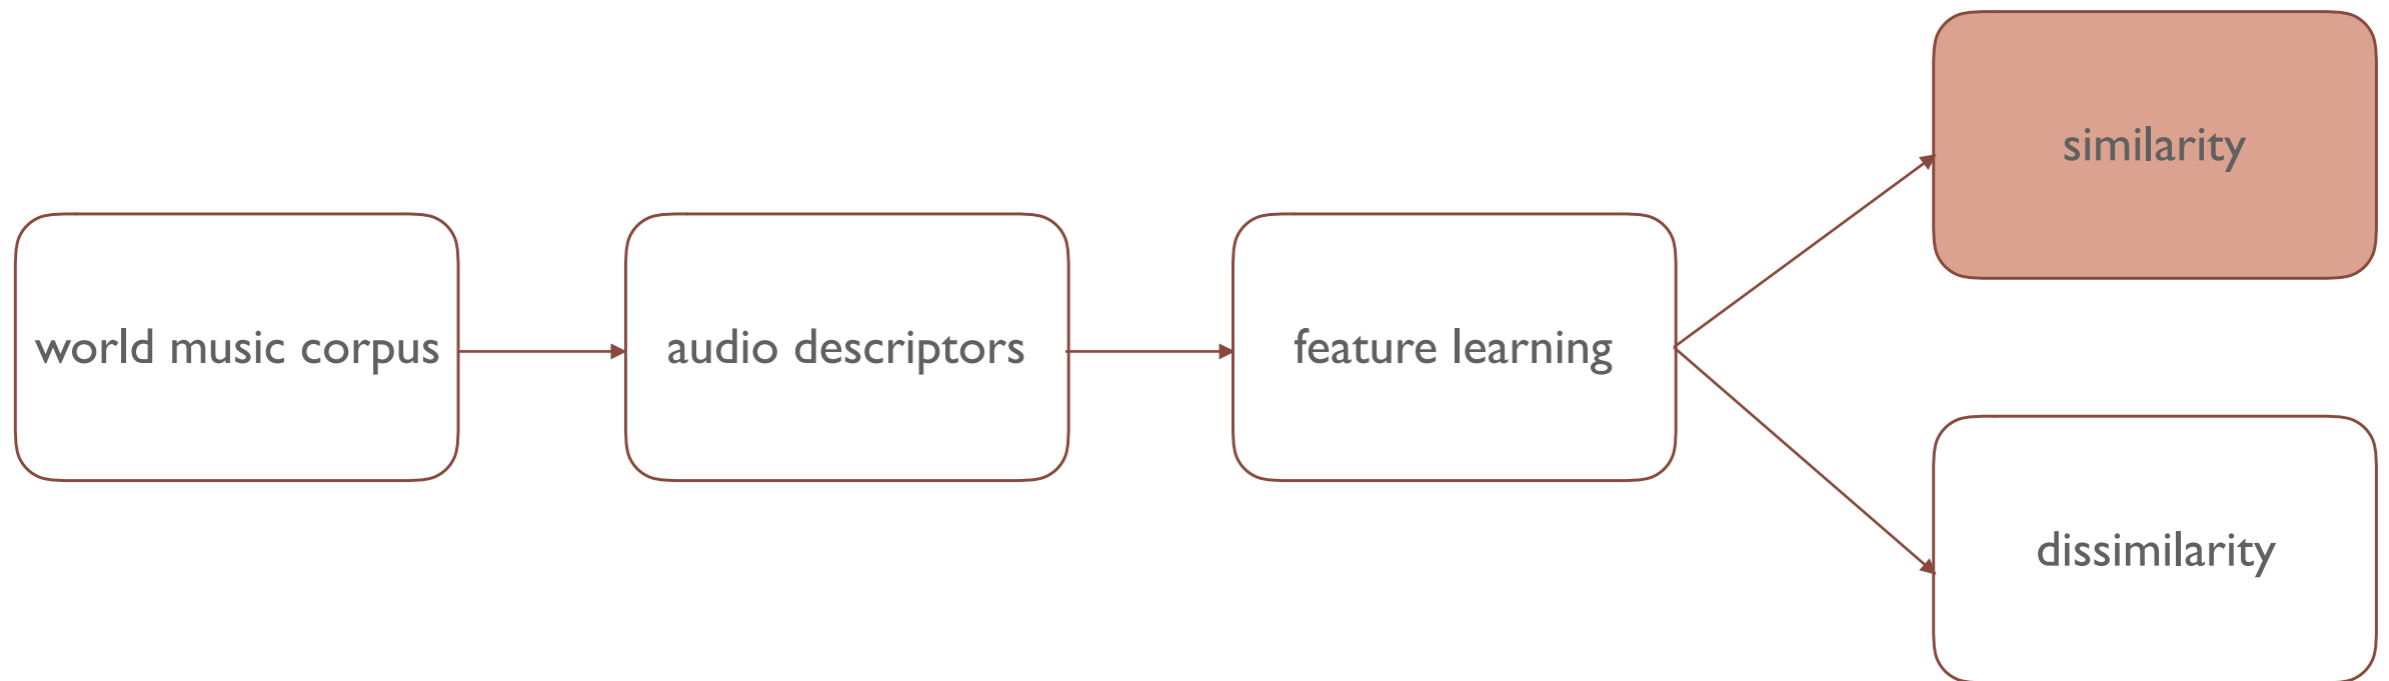 world music corpus
audio descriptors
feature learning
similarity
dissimilarity